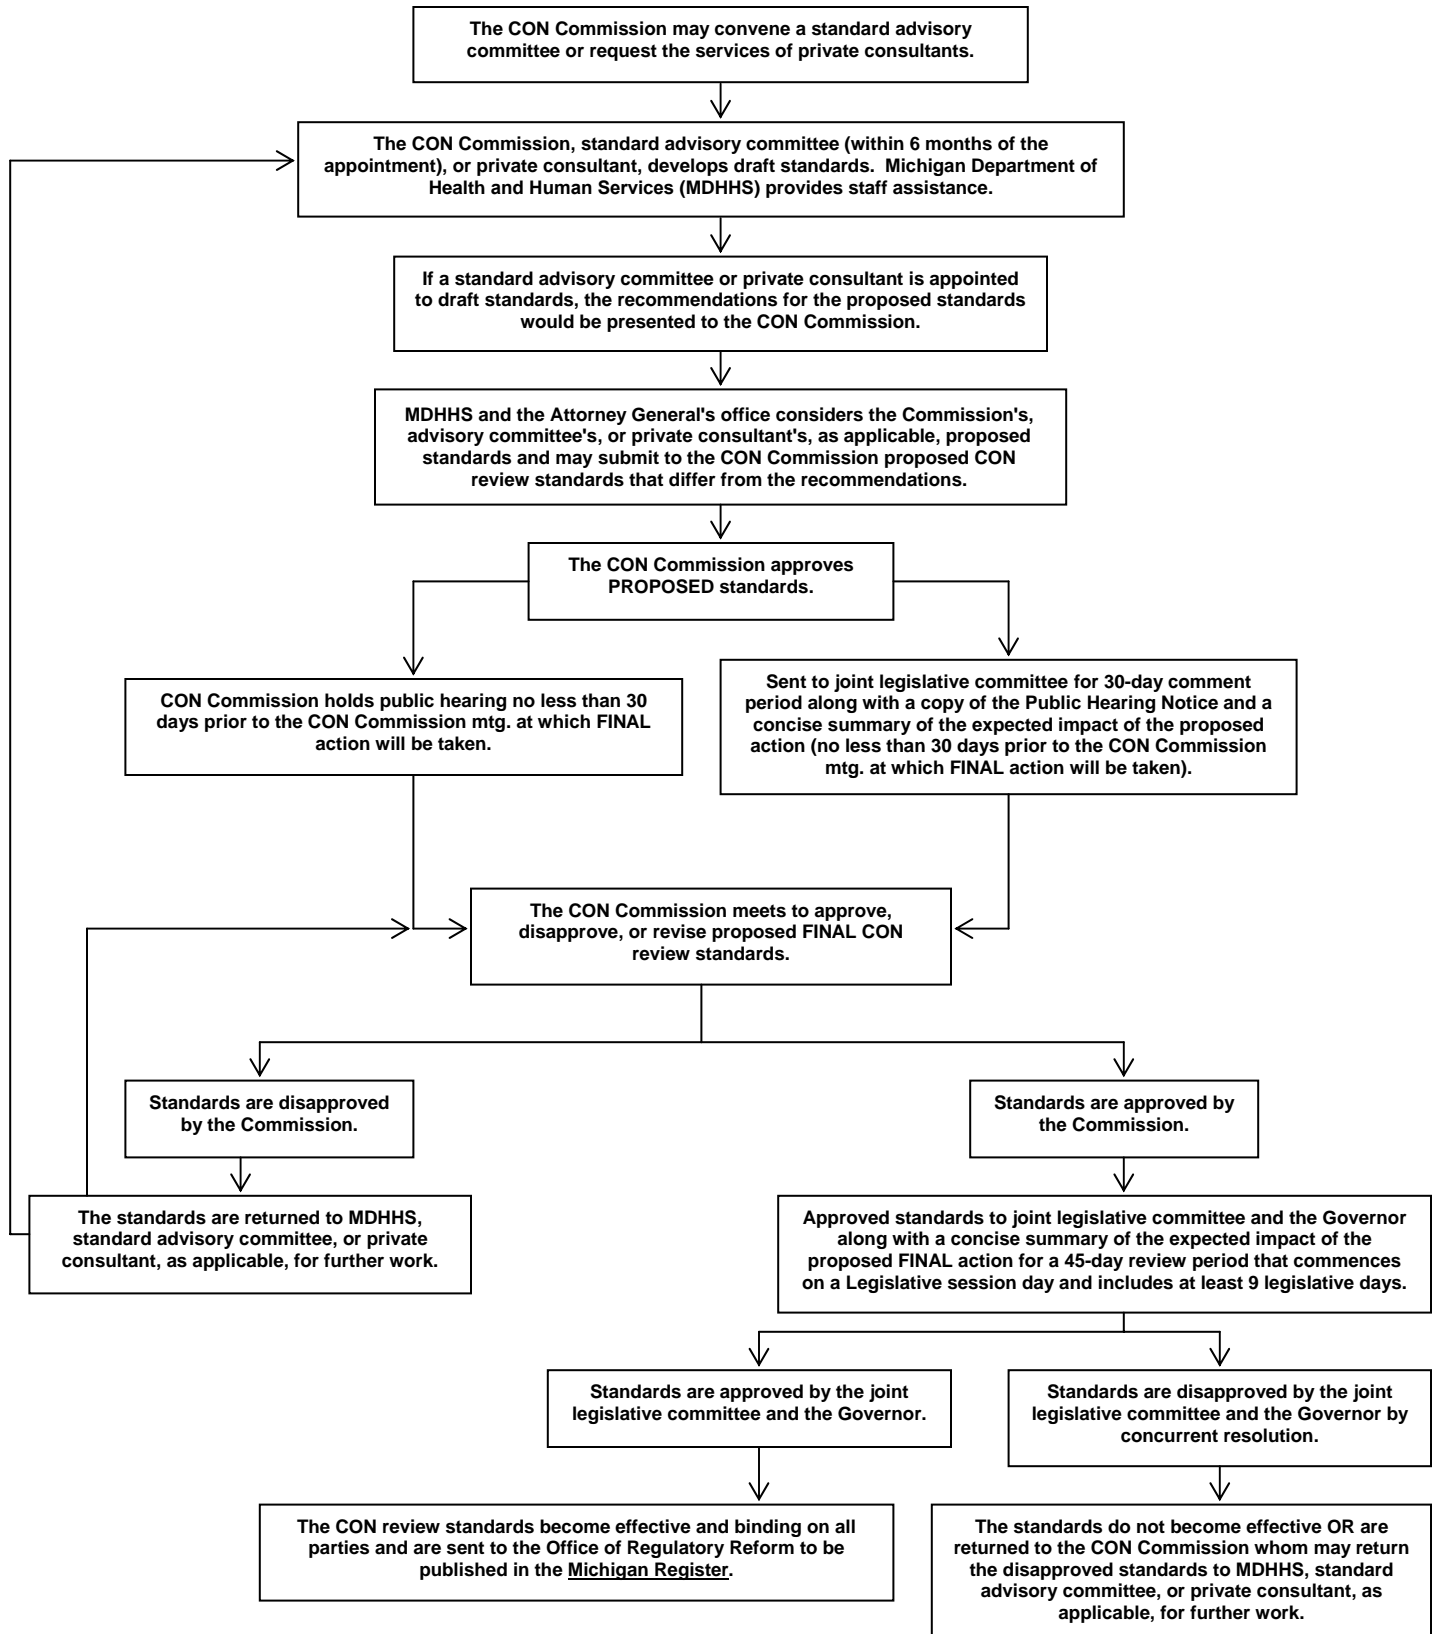 The CON Commission may convene a standard advisory
committee or request the services of private consultants.
The CON Commission, standard advisory committee (within 6 months of the
appointment), or private consultant, develops draft standards. Michigan Department of
Health and Human Services (MDHHS) provides staff assistance.
If a standard advisory committee or private consultant is appointed
to draft standards, the recommendations for the proposed standards
would be presented to the CON Commission.
MDHHS and the Attorney General's office considers the Commission's,
advisory committee's, or private consultant's, as applicable, proposed
standards and may submit to the CON Commission proposed CON
review standards that differ from the recommendations.
The CON Commission approves
PROPOSED standards.
CON Commission holds public hearing no less than 30
days prior to the CON Commission mtg. at which FINAL
action will be taken.
Sent to joint legislative committee for 30-day comment
period along with a copy of the Public Hearing Notice and a
concise summary of the expected impact of the proposed
action (no less than 30 days prior to the CON Commission
mtg. at which FINAL action will be taken).
The CON Commission meets to approve,
disapprove, or revise proposed FINAL CON
review standards.
Standards are disapproved
by the Commission.
Standards are approved by
the Commission.
The standards are returned to MDHHS,
standard advisory committee, or private
consultant, as applicable, for further work.
Approved standards to joint legislative committee and the Governor
along with a concise summary of the expected impact of the
proposed FINAL action for a 45-day review period that commences
on a Legislative session day and includes at least 9 legislative days.
Standards are approved by the joint
legislative committee and the Governor.
Standards are disapproved by the joint
legislative committee and the Governor by
concurrent resolution.
The CON review standards become effective and binding on all
parties and are sent to the Office of Regulatory Reform to be
published in the Michigan Register.
The standards do not become effective OR are
returned to the CON Commission whom may return
the disapproved standards to MDHHS, standard
advisory committee, or private consultant, as
applicable, for further work.